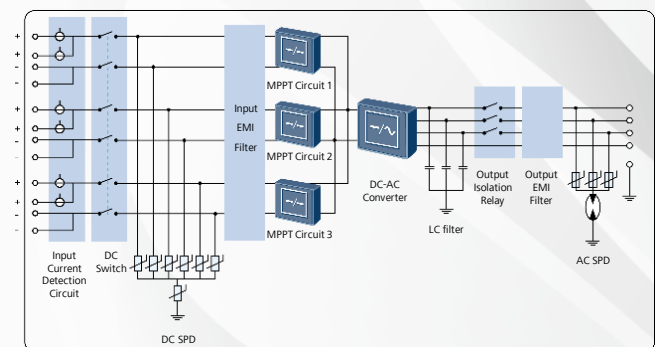 +
+
-
-
+
+
-
-
+
+
-
-
Input
Current
Detection
Circuit
DC
Switch
DC SPD
Input
EMI
Filter
MPPT Circuit 1
MPPT Circuit 2
MPPT Circuit 3
DC-AC
Converter
LC filter
Output
Isolation
Relay
Output
EMI
Filter
AC SPD